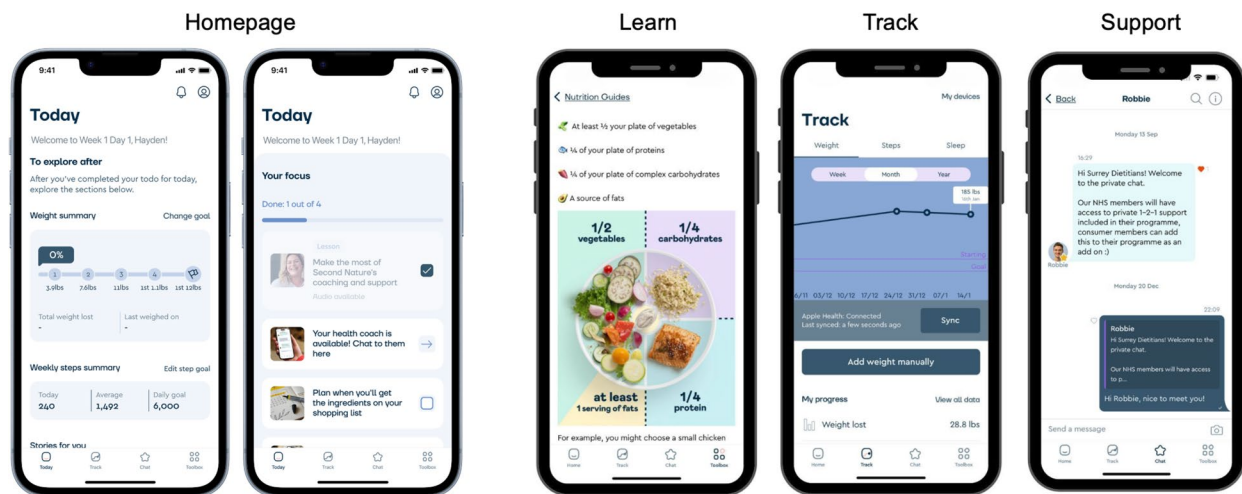 Homepage
Learn
Track
Support
9:41
Today
Welcome to Week 1 Day 1, Hayden!
To explore after
After you've completed your todo for today,
explore the sections below.
Weight summary
Change goal
0%
1
2
3
4
3.9lbs
7.6lbs
11lbs
1st 1.1lbs
1st 12lbs
Total weight lost
-
Last weighed on
-
Weekly steps summary
Edit step goal
Today
240
Average
1,492
Daily goal
6,000
Stories for you
Today
Track
Chat
Toolbox
9:41
Today
Welcome to Week 1 Day 1, Hayden!
Your focus
Done: 1 out of 4
Lesson
Make the most of
Second Nature's
coaching and support
Audio available
Your health coach is
available! Chat to them
here
Plan when you'll get
the ingredients on your
shopping list
Today
Track
Chat
Toolbox
Nutrition Guides
At least ½ your plate of vegetables
¼ of your plate of proteins
¼ of your plate of complex carbohydrates
A source of fats
1/2
vegetables
1/4
carbohydrates
at least
1 serving of fats
1/4
protein
For example, you might choose a small chicken
Home
Track
Chat
Toolbox
My devices
Track
Weight
Steps
Sleep
Week
Month
Year
185 lbs
16th Jan
Starting
Goal
6/11 03/12 10/12 17/12 24/12 31/12 07/1 14/1
Apple Health: Connected
Last synced: a few seconds ago
Sync
Add weight manually
My progress
View all data
Weight lost
28.8 lbs
Home
Track
Chat
Toolbox
Back
Robbie
Monday 13 Sep
16:29
Hi Surrey Dietitians! Welcome
to the private chat.
Our NHS members will have
access to private 1-2-1 support
included in their programme,
consumer members can add
this to their programme as an
add on :)
Robbie
Monday 20 Dec
22:09
Robbie
Hi Surrey Dietitians! Welcome to the
private chat.
Our NHS members will have access
to p...
Hi Robbie, nice to meet you!
Send a message
Home
Track
Chat
Toolbox